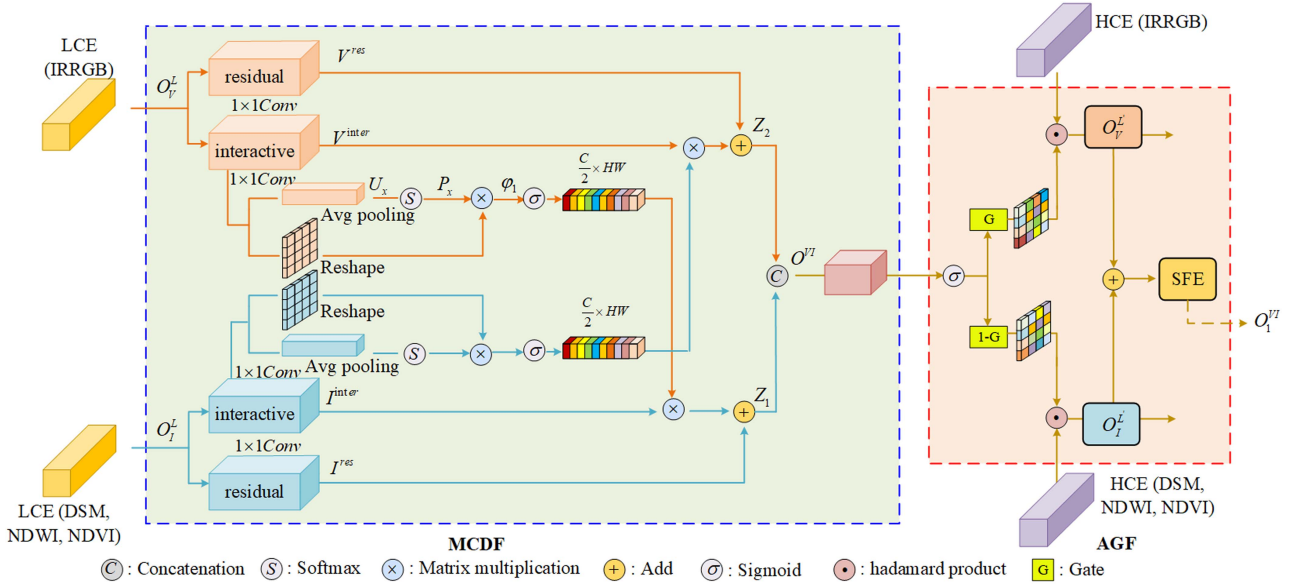 LCE
(IRRGB)
O_V^L
residual
V^{res}
1×1Conv
interactive
V^{inter}
1×1Conv
U_x
S
P_x
×
φ_1
σ
C/2 × HW
Avg pooling
Reshape
Reshape
Avg pooling
S
×
σ
C/2 × HW
1×1Conv
interactive
I^{inter}
O_I^L
1×1Conv
residual
I^{res}
LCE (DSM,
NDWI, NDVI)
×
+
Z_2
×
+
Z_1
C
O^{VI}
MCDF
HCE (IRRGB)
O_V^{L'}
σ
G
1-G
+
SFE
O_1^{VI}
O_I^{L'}
HCE (DSM,
NDWI, NDVI)
AGF
C : Concatenation S : Softmax × : Matrix multiplication + : Add σ : Sigmoid : hadamard product G : Gate